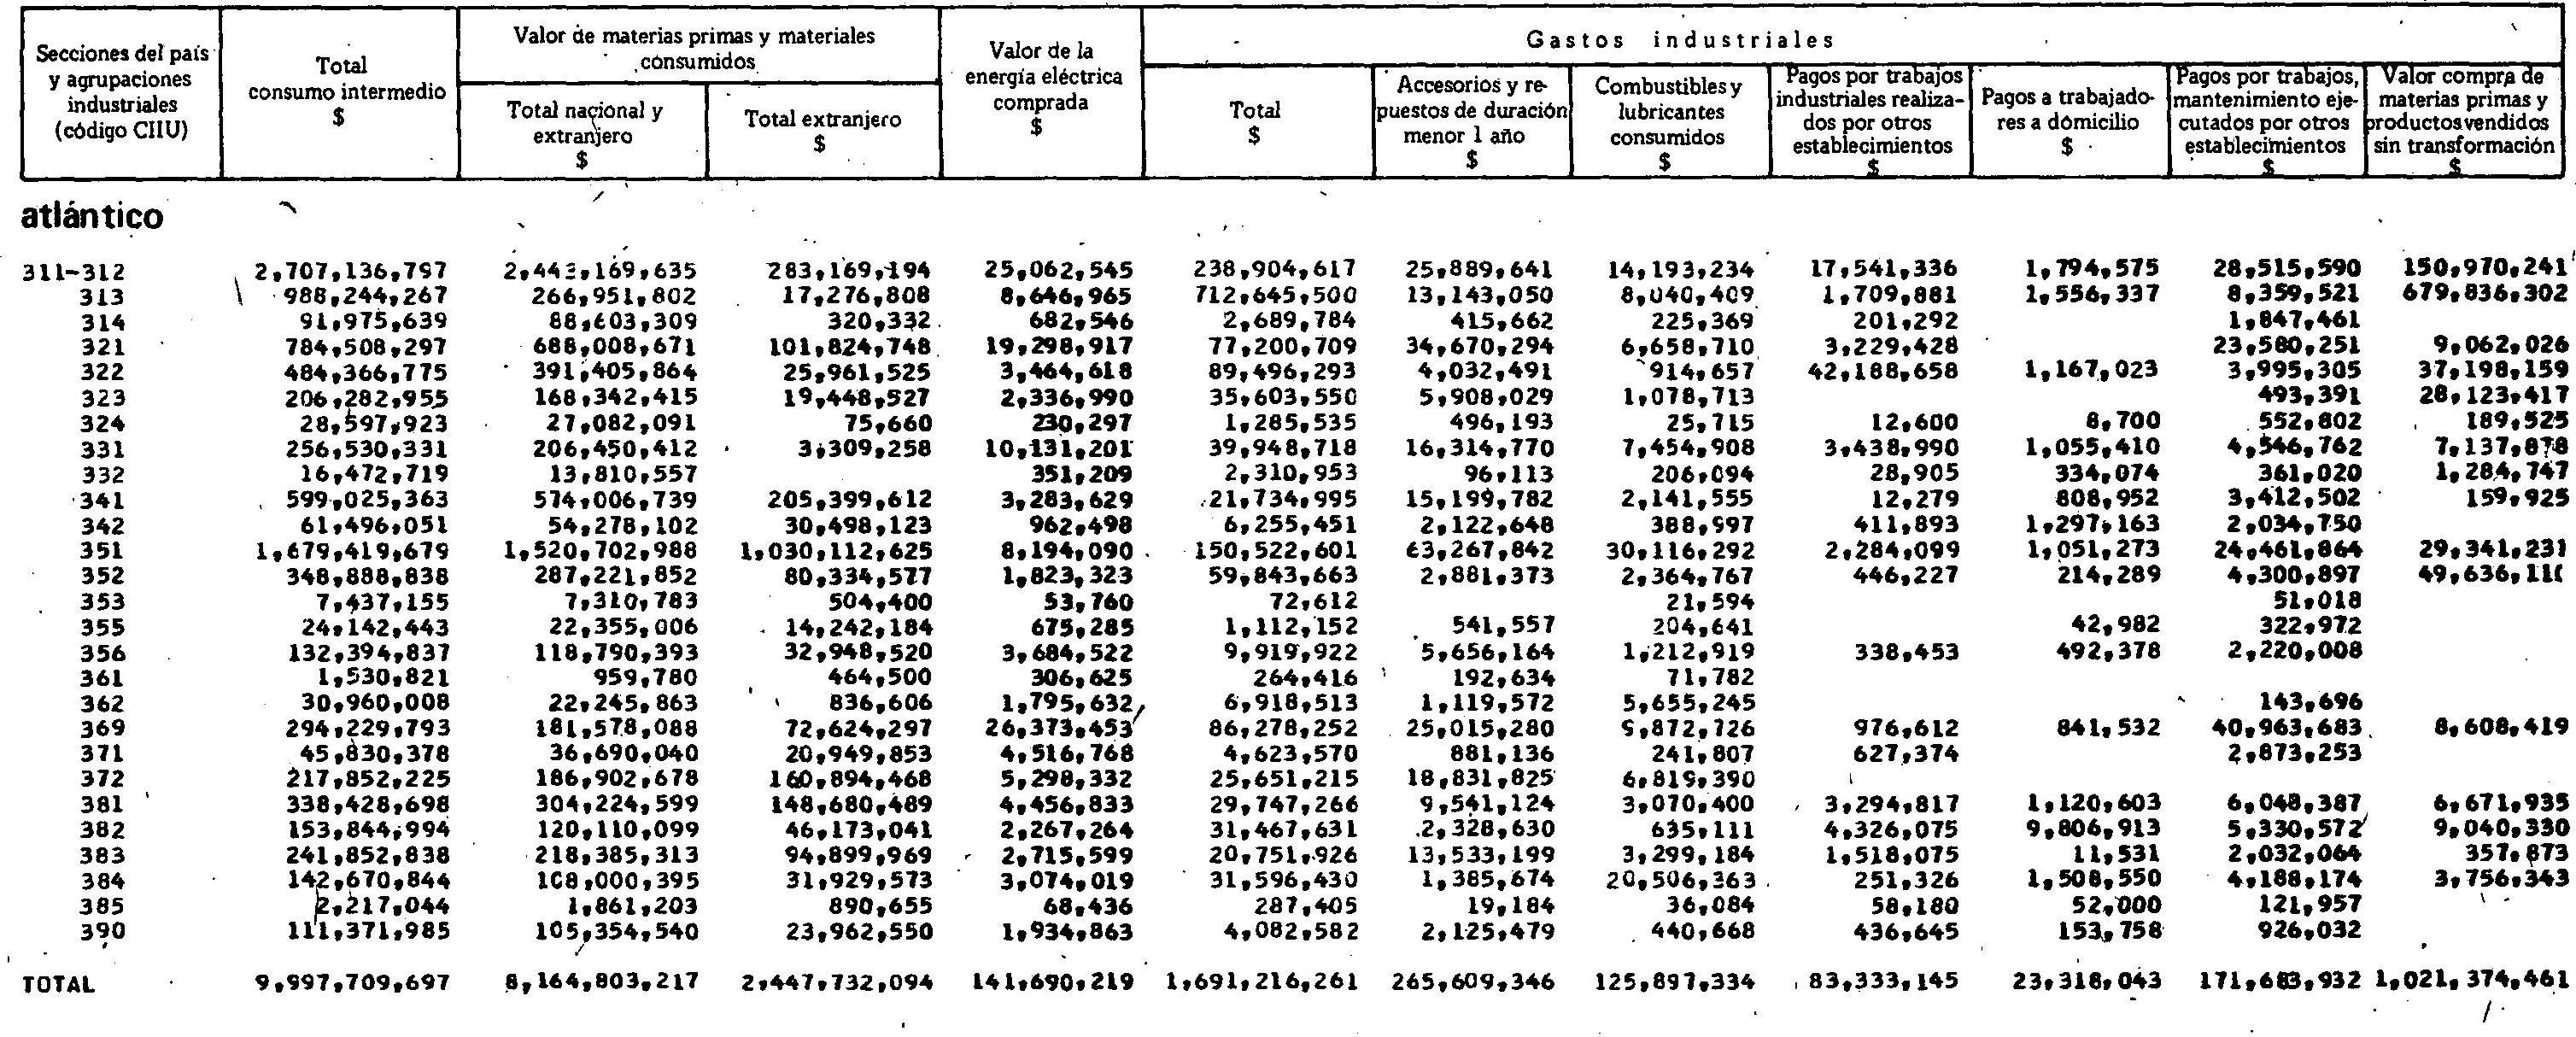 Secciones del país y agrupaciones industriales (código CIIU)
Total consumo intermedio $
Valor de materias primas y materiales consumidos
Total nacional y extranjero $
Total extranjero $
Valor de la energía eléctrica comprada $
Gastos industriales
Total $
Accesorios y repuestos de duración menor 1 año $
Combustibles y lubricantes consumidos $
Pagos por trabajos industriales realizados por otros establecimientos $
Pagos a trabajadores a domicilio $
Pagos por trabajos, mantenimiento ejecutados por otros establecimientos $
Valor compra de materias primas y productos vendidos sin transformación $
atlántico
311-312 2,707,136,797 2,443,169,635 283,169,194 25,062,545 238,904,617 25,889,641 14,193,234 17,541,336 1,794,575 28,515,590 150,970,241
313 988,244,267 266,951,802 17,276,808 8,646,965 712,645,500 13,143,050 8,040,409 1,709,881 1,556,337 8,359,521 679,836,302
314 91,975,639 88,603,309 320,332 682,546 2,689,784 415,662 225,369 201,292 1,847,461
321 784,508,297 688,008,671 101,824,748 19,298,917 77,200,709 34,670,294 6,658,710 3,229,428 23,580,251 9,062,026
322 484,366,775 391,405,864 25,961,525 3,464,618 89,496,293 4,032,491 914,657 42,188,658 1,167,023 3,995,305 37,198,159
323 206,282,955 168,342,415 19,448,527 2,336,990 35,603,550 5,908,029 1,078,713 493,391 28,123,417
324 28,597,923 27,082,091 75,660 230,297 1,285,535 496,193 25,715 12,600 8,700 552,802 189,525
331 256,530,331 206,450,412 3,309,258 10,131,201 39,948,718 16,314,770 7,454,908 3,438,990 1,055,410 4,546,762 7,137,878
332 16,472,719 13,810,557 351,209 2,310,953 96,113 206,094 28,905 334,074 361,020 1,284,747
341 599,025,363 574,006,739 205,399,612 3,283,629 21,734,995 15,199,782 2,141,555 12,279 808,952 3,412,502 159,925
342 61,496,051 54,278,102 30,498,123 962,498 6,255,451 2,122,648 388,997 411,893 1,297,163 2,034,750
351 1,679,419,679 1,520,702,988 1,030,112,625 8,194,090 150,522,601 63,267,842 30,116,292 2,284,099 1,051,273 24,461,864 29,341,231
352 348,888,838 287,221,852 80,334,577 1,823,323 59,843,663 2,881,373 2,364,767 446,227 214,289 4,300,897 49,636,110
353 7,437,155 7,310,783 504,400 53,760 72,612 21,594 51,018
355 24,142,443 22,355,006 14,242,184 675,285 1,112,152 541,557 204,641 42,982 322,972
356 132,394,837 118,790,393 32,948,520 3,684,522 9,919,922 5,656,164 1,212,919 338,453 492,378 2,220,008
361 1,530,821 959,780 464,500 306,625 264,416 192,634 71,782
362 30,960,008 22,245,863 836,606 1,795,632 6,918,513 1,119,572 5,655,245 143,696
369 294,229,793 181,578,088 72,624,297 26,373,453 86,278,252 25,015,280 9,872,726 976,612 841,532 40,963,683 8,608,419
371 45,830,378 36,690,040 20,949,853 4,516,768 4,623,570 881,136 241,807 627,374 2,873,253
372 217,852,225 186,902,678 160,894,468 5,298,332 25,651,215 18,831,825 6,819,390
381 338,428,698 304,224,599 148,680,489 4,456,833 29,747,266 9,541,124 3,070,400 3,294,817 1,120,603 6,048,387 6,671,935
382 153,844,994 120,110,099 46,173,041 2,267,264 31,467,631 2,328,630 635,111 4,326,075 9,806,913 5,330,572 9,040,330
383 241,852,838 218,385,313 94,899,969 2,715,599 20,751,926 13,533,199 3,299,184 1,518,075 11,531 2,032,064 357,873
384 142,670,844 108,000,395 31,929,573 3,074,019 31,596,430 1,385,674 20,506,363 251,326 1,508,550 4,188,174 3,756,343
385 2,217,044 1,861,203 890,655 68,436 287,405 19,184 36,084 58,180 52,000 121,957
390 111,371,985 105,354,540 23,962,550 1,934,863 4,082,582 2,125,479 440,668 436,645 153,758 926,032
TOTAL 9,997,709,697 8,164,803,217 2,447,732,094 141,690,219 1,691,216,261 265,609,346 125,897,334 83,333,145 23,318,043 171,683,932 1,021,374,461